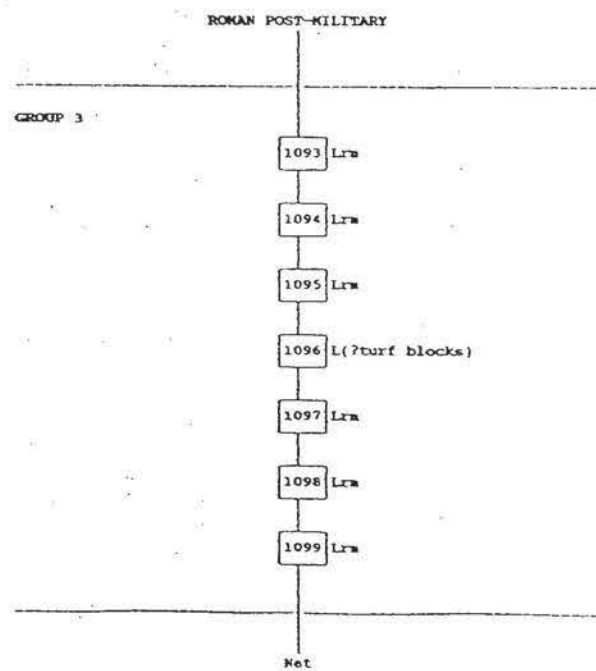 ROMAN POST-MILITARY
GROUP 3
1093 Lrm
1094 Lrm
1095 Lrm
1096 L(?turf blocks)
1097 Lrm
1098 Lrm
1099 Lrm
Nat